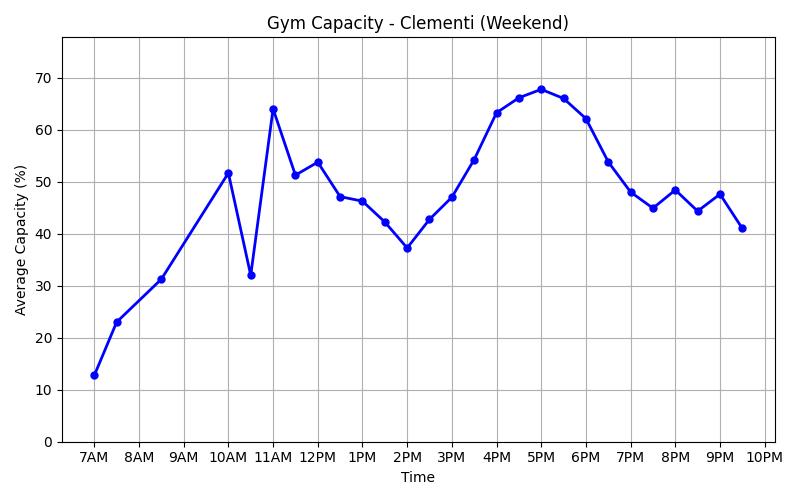 Gym Capacity - Clementi (Weekend)
Average Capacity (%)
70
60
50
40
30
20
10
0
7AM 8AM 9AM 10AM 11AM 12PM 1PM 2PM 3PM 4PM 5PM 6PM 7PM 8PM 9PM 10PM
Time